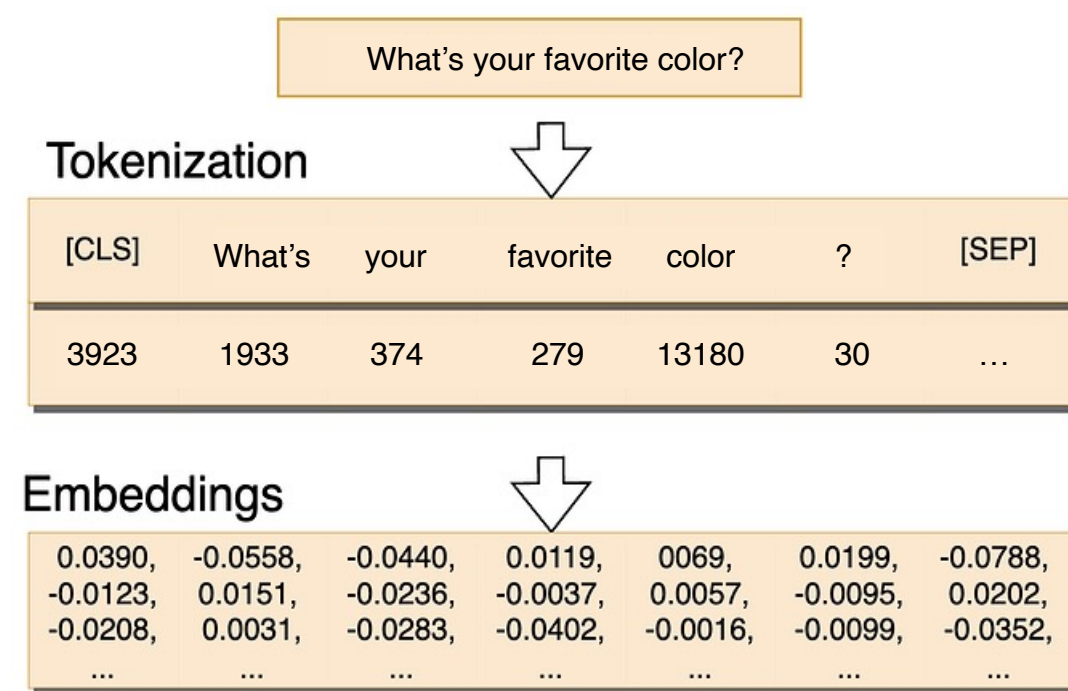 What’s your favorite color?
Tokenization
[CLS] What’s your favorite color ? [SEP]
3923 1933 374 279 13180 30 …
Embeddings
0.0390, -0.0558, -0.0440, 0.0119, 0069, 0.0199, -0.0788,
-0.0123, 0.0151, -0.0236, -0.0037, 0.0057, -0.0095, 0.0202,
-0.0208, 0.0031, -0.0283, -0.0402, -0.0016, -0.0099, -0.0352,
... ... ... ... ... ... ...